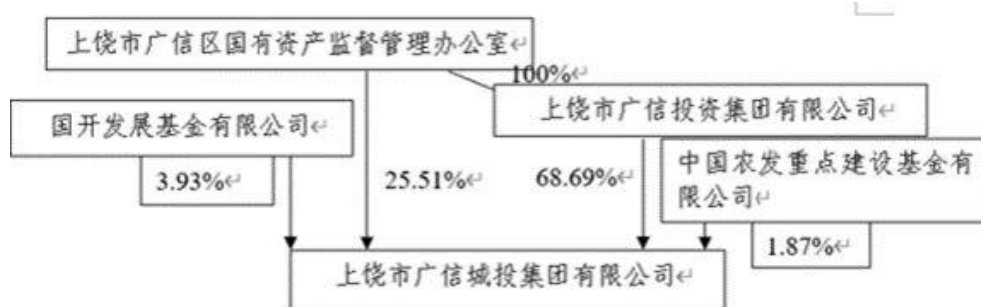 上饶市广信区国有资产监督管理办公室
100%
上饶市广信投资集团有限公司
国开发展基金有限公司
中国农发重点建设基金有
限公司
3.93%
25.51%
68.69%
1.87%
上饶市广信城投集团有限公司